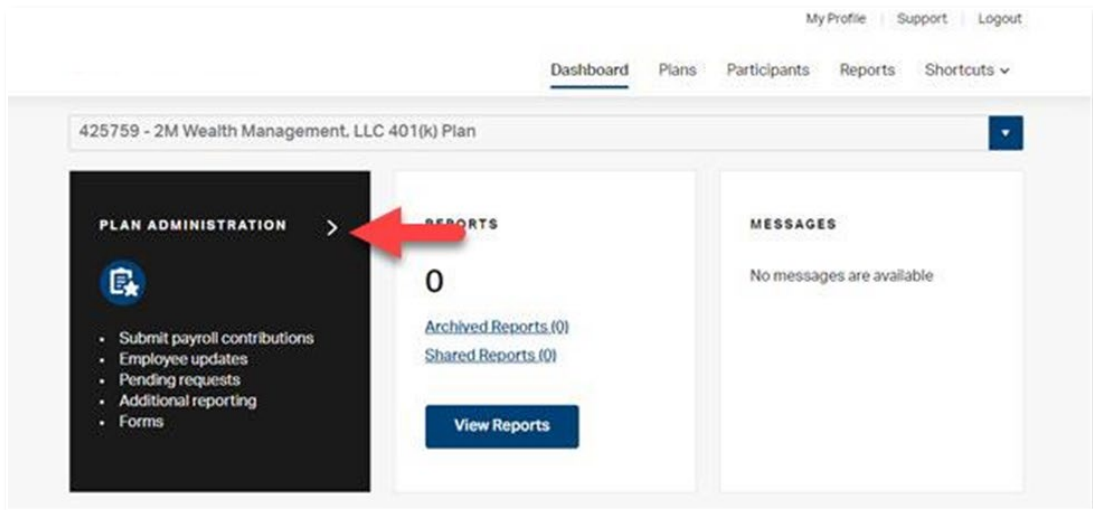 My Profile Support Logout
Dashboard Plans Participants Reports Shortcuts
425759 - 2M Wealth Management, LLC 401(k) Plan
PLAN ADMINISTRATION
• Submit payroll contributions
• Employee updates
• Pending requests
• Additional reporting
• Forms
REPORTS
0
Archived Reports (0)
Shared Reports (0)
View Reports
MESSAGES
No messages are available